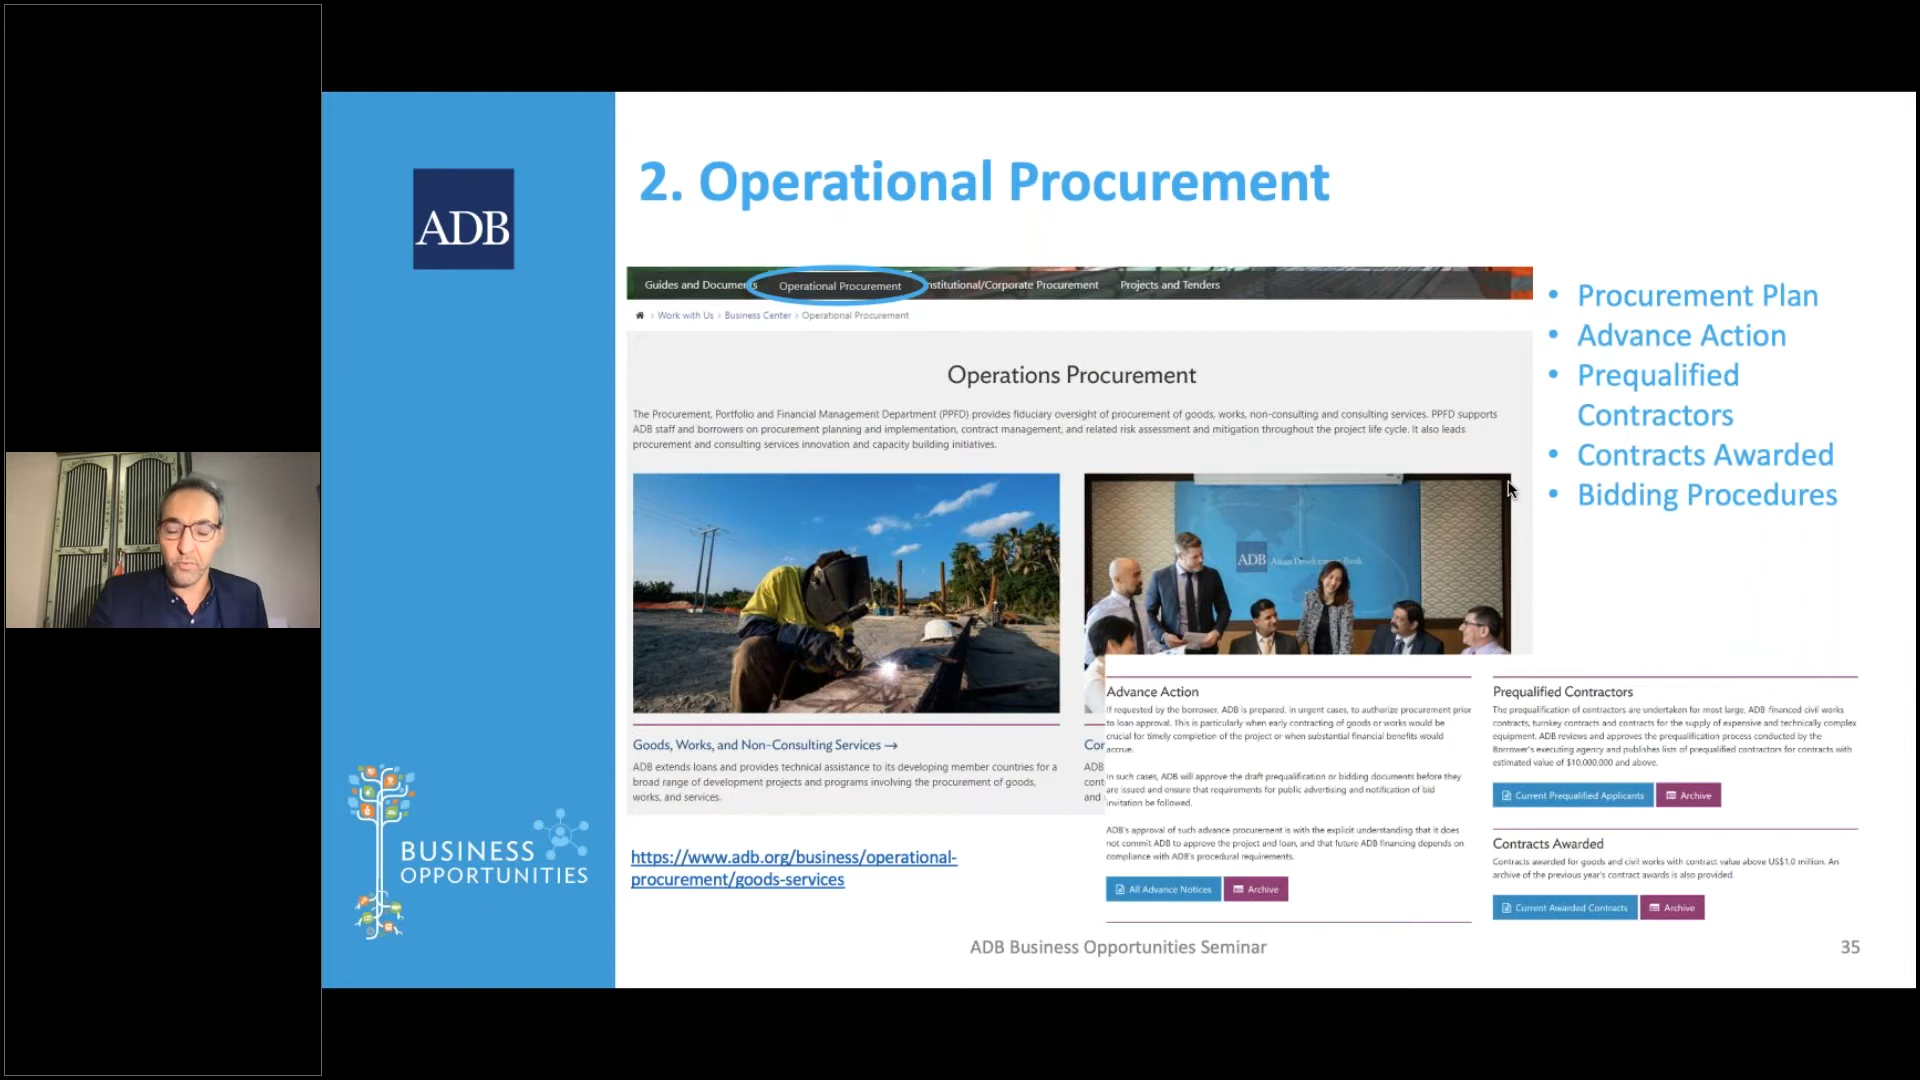 ADB
2. Operational Procurement
Guides and Documents Operational Procurement nstitutional/Corporate Procurement Projects and Tenders
> Work with Us > Business Center > Operational Procurement
Operations Procurement
The Procurement, Portfolio and Financial Management Department (PPFD) provides fiduciary oversight of procurement of goods, works, non-consulting and consulting services. PPFD supports
ADB staff and borrowers on procurement planning and implementation, contract management, and related risk assessment and mitigation throughout the project life cycle. It also leads
procurement and consulting services innovation and capacity building initiatives.
ADB Asian Development Bank
Goods, Works, and Non-Consulting Services →
ADB extends loans and provides technical assistance to its developing member countries for a
broad range of development projects and programs involving the procurement of goods,
works, and services.
Cor
ADB
cont
and
https://www.adb.org/business/operational-
procurement/goods-services
Advance Action
If requested by the borrower, ADB is prepared, in urgent cases, to authorize procurement prior
to loan approval. This is particularly when early contracting of goods or works would be
crucial for timely completion of the project or when substantial financial benefits would
accrue.
In such cases, ADB will approve the draft prequalification or bidding documents before they
are issued and ensure that requirements for public advertising and notification of bid
invitation be followed.
ADB's approval of such advance procurement is with the explicit understanding that it does
not commit ADB to approve the project and loan, and that future ADB financing depends on
compliance with ADB's procedural requirements.
All Advance Notices Archive
Prequalified Contractors
The prequalification of contractors are undertaken for most large, ADB financed civil works
contracts, turnkey contracts and contracts for the supply of expensive and technically complex
equipment. ADB reviews and approves the prequalification process conducted by the
Borrower's executing agency and publishes lists of prequalified contractors for contracts with
estimated value of $10,000,000 and above.
Current Prequalified Applicants Archive
Contracts Awarded
Contracts awarded for goods and civil works with contract value above US$1.0 million. An
archive of the previous year's contract awards is also provided.
Current Awarded Contracts Archive
• Procurement Plan
• Advance Action
• Prequalified
Contractors
• Contracts Awarded
• Bidding Procedures
BUSINESS
OPPORTUNITIES
ADB Business Opportunities Seminar
35